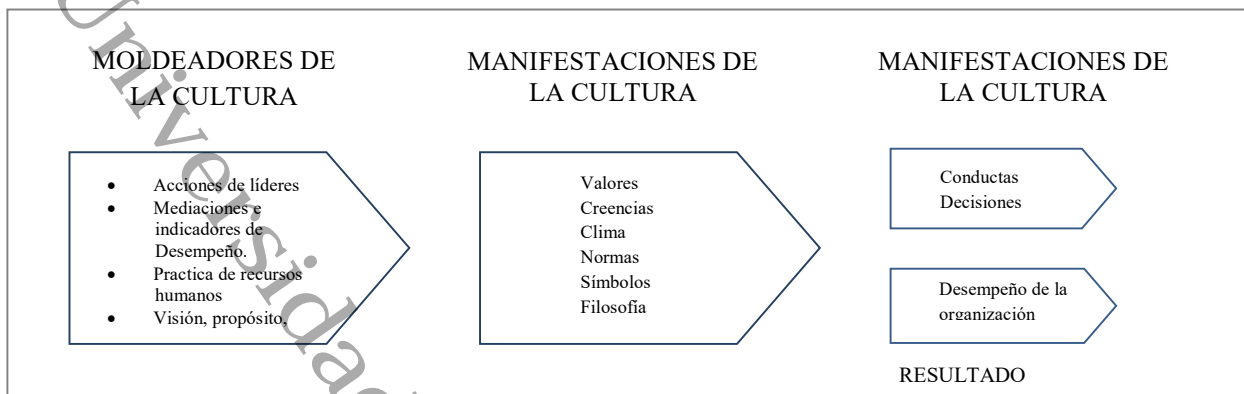 MOLDEADORES DE
LA CULTURA
Acciones de líderes
Mediaciones e
indicadores de
Desempeño.
Practica de recursos
humanos
Visión, propósito,
MANIFESTACIONES DE
LA CULTURA
Valores
Creencias
Clima
Normas
Símbolos
Filosofía
MANIFESTACIONES DE
LA CULTURA
Conductas
Decisiones
Desempeño de la
organización
RESULTADO
Universidad